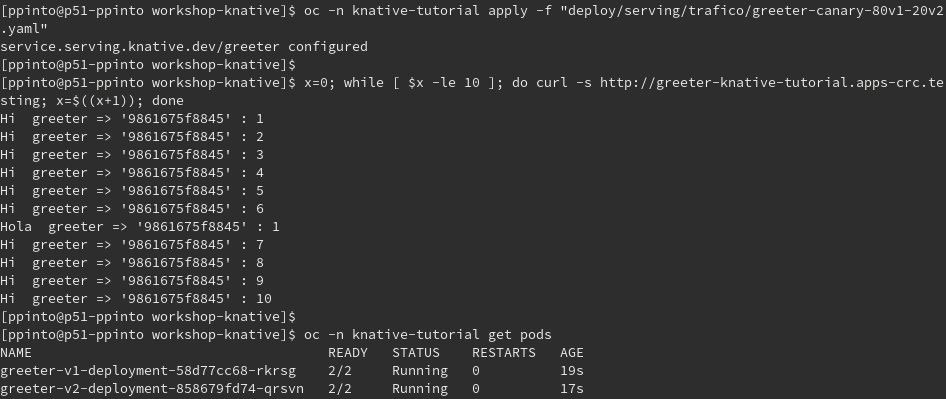 [ppinto@p51-ppinto workshop-knative]$ oc -n knative-tutorial apply -f "deploy/serving/trafico/greeter-canary-80v1-20v2
.yaml"
service.serving.knative.dev/greeter configured
[ppinto@p51-ppinto workshop-knative]$
[ppinto@p51-ppinto workshop-knative]$ x=0; while [ $x -le 10 ]; do curl -s http://greeter-knative-tutorial.apps-crc.te
sting; x=$((x+1)); done
Hi  greeter => '9861675f8845' : 1
Hi  greeter => '9861675f8845' : 2
Hi  greeter => '9861675f8845' : 3
Hi  greeter => '9861675f8845' : 4
Hi  greeter => '9861675f8845' : 5
Hi  greeter => '9861675f8845' : 6
Hola  greeter => '9861675f8845' : 1
Hi  greeter => '9861675f8845' : 7
Hi  greeter => '9861675f8845' : 8
Hi  greeter => '9861675f8845' : 9
Hi  greeter => '9861675f8845' : 10
[ppinto@p51-ppinto workshop-knative]$
[ppinto@p51-ppinto workshop-knative]$ oc -n knative-tutorial get pods
NAME                                     READY   STATUS    RESTARTS   AGE
greeter-v1-deployment-58d77cc68-rkrsg    2/2     Running   0          19s
greeter-v2-deployment-858679fd74-qrsvn   2/2     Running   0          17s